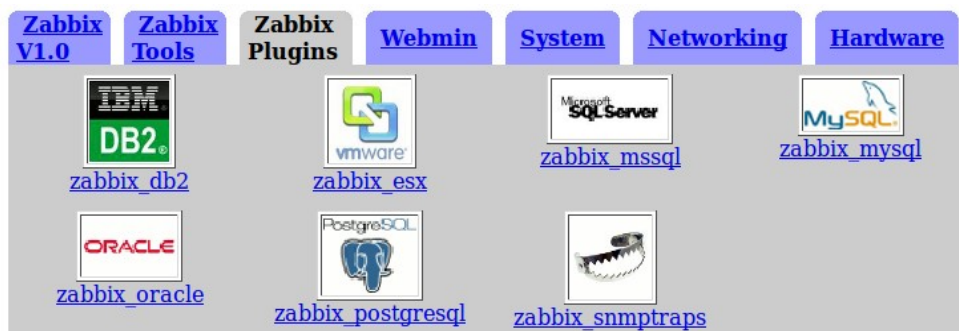 Zabbix V1.0
Zabbix Tools
Zabbix Plugins
Webmin
System
Networking
Hardware
IBM.
DB2®
vmware®
Microsoft
SQL Server
MySQL®
zabbix_db2
zabbix_esx
zabbix_mssql
zabbix_mysql
ORACLE
PostgreSQL
zabbix_oracle
zabbix_postgresql
zabbix_snmptraps